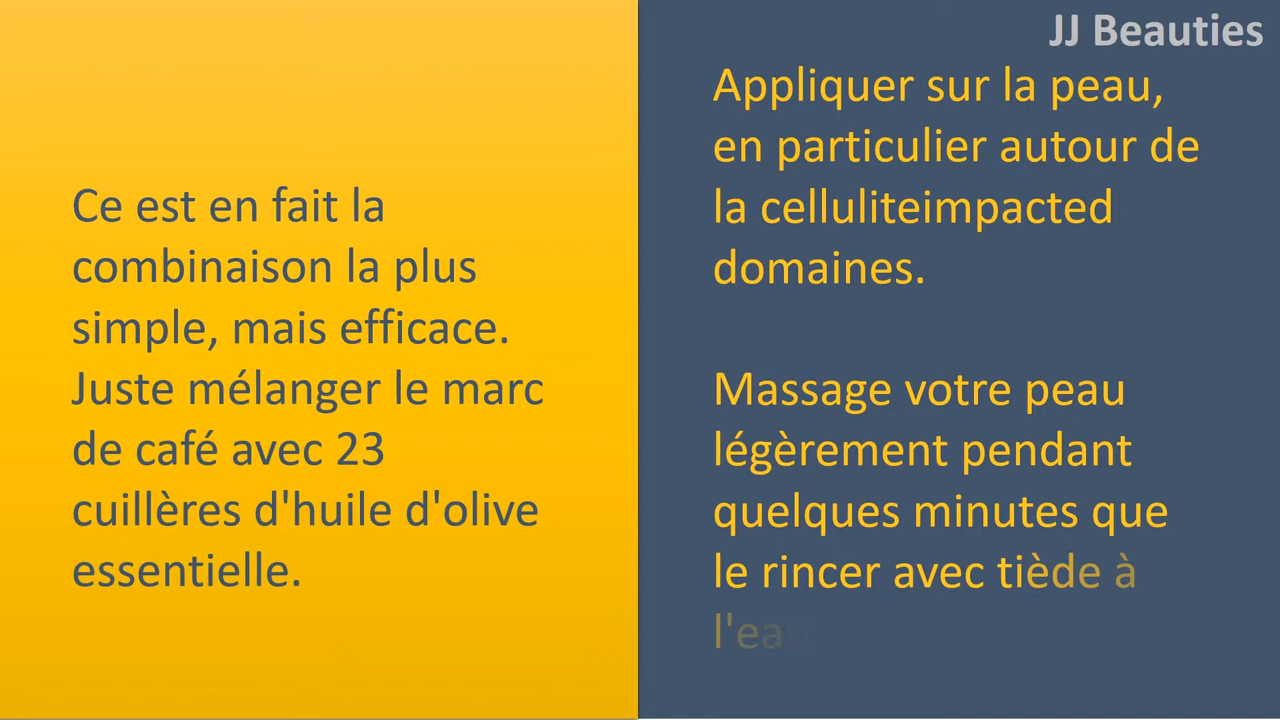 JJ Beauties
Ce est en fait la
combinaison la plus
simple, mais efficace.
Juste mélanger le marc
de café avec 23
cuillères d'huile d'olive
essentielle.
Appliquer sur la peau,
en particulier autour de
la celluliteimpacted
domaines.
Massage votre peau
légèrement pendant
quelques minutes que
le rincer avec tiède à